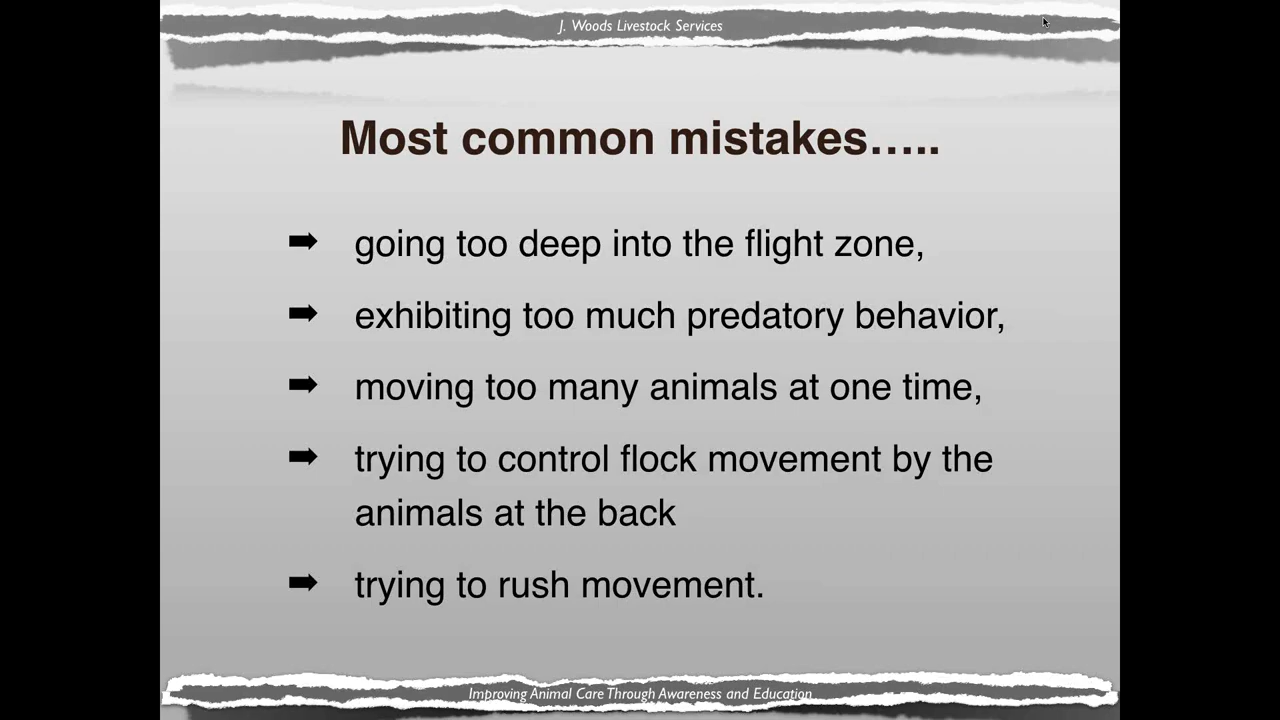 J. Woods Livestock Services
Most common mistakes…..
➡ going too deep into the flight zone,
➡ exhibiting too much predatory behavior,
➡ moving too many animals at one time,
➡ trying to control flock movement by the
animals at the back
➡ trying to rush movement.
Improving Animal Care Through Awareness and Education